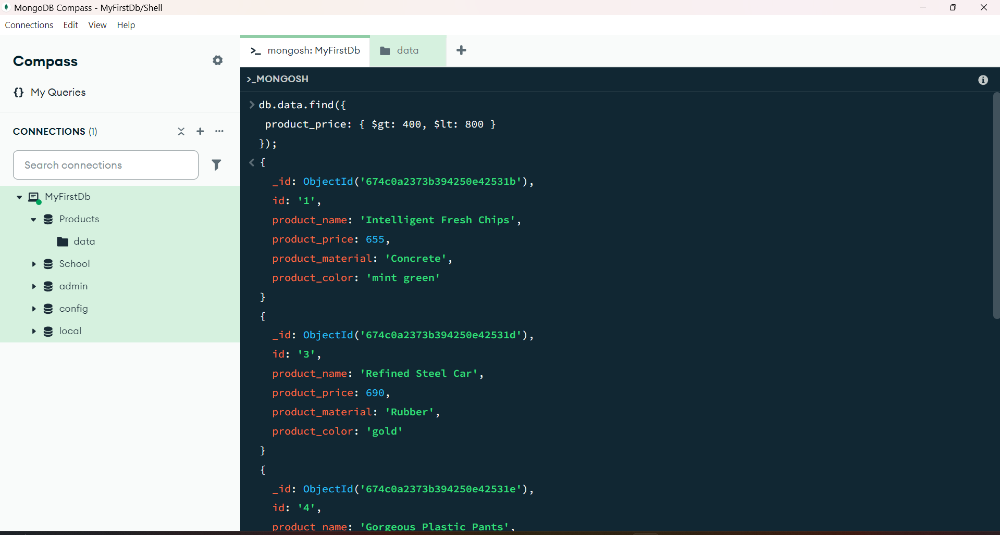 MongoDB Compass - MyFirstDb/Shell
Connections Edit View Help
Compass
{} My Queries
CONNECTIONS (1)
Search connections
MyFirstDb
Products
data
School
admin
config
local
>_ mongosh: MyFirstDb
data
>_MONGOSH
> db.data.find({
product_price: { $gt: 400, $lt: 800 }
});
< {
_id: ObjectId('674c0a2373b394250e42531b'),
id: '1',
product_name: 'Intelligent Fresh Chips',
product_price: 655,
product_material: 'Concrete',
product_color: 'mint green'
}
{
_id: ObjectId('674c0a2373b394250e42531d'),
id: '3',
product_name: 'Refined Steel Car',
product_price: 690,
product_material: 'Rubber',
product_color: 'gold'
}
{
_id: ObjectId('674c0a2373b394250e42531e'),
id: '4',
product_name: 'Gorgeous Plastic Pants',